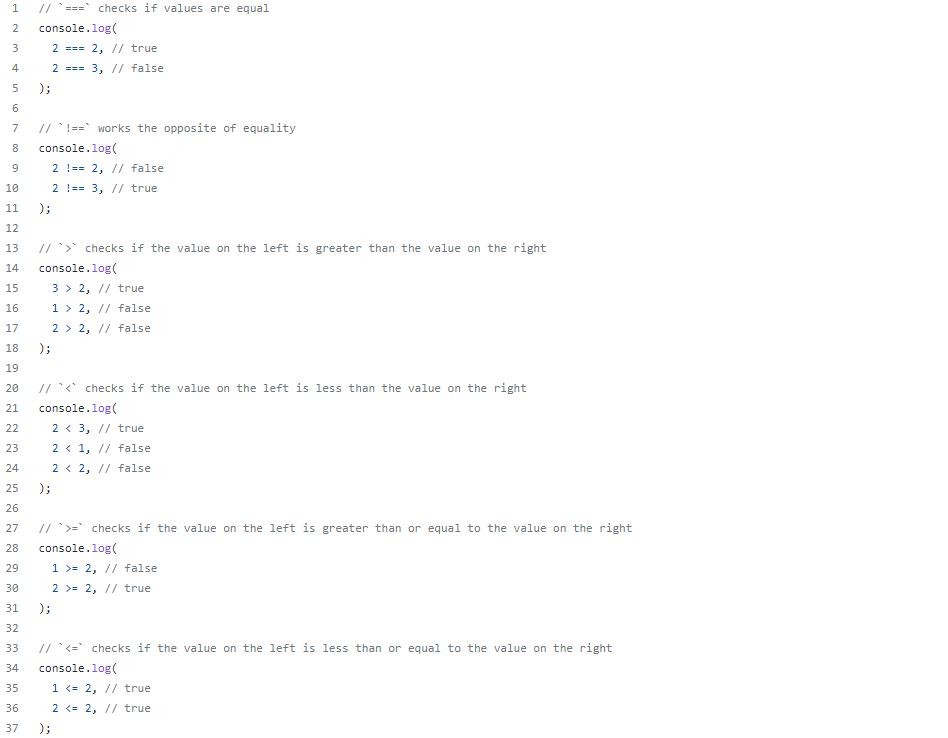 1 // `===` checks if values are equal
2 console.log(
3   2 === 2, // true
4   2 === 3, // false
5 );
6
7 // `!==` works the opposite of equality
8 console.log(
9   2 !== 2, // false
10   2 !== 3, // true
11 );
12
13 // `>` checks if the value on the left is greater than the value on the right
14 console.log(
15   3 > 2, // true
16   1 > 2, // false
17   2 > 2, // false
18 );
19
20 // `<` checks if the value on the left is less than the value on the right
21 console.log(
22   2 < 3, // true
23   2 < 1, // false
24   2 < 2, // false
25 );
26
27 // `>=` checks if the value on the left is greater than or equal to the value on the right
28 console.log(
29   1 >= 2, // false
30   2 >= 2, // true
31 );
32
33 // `<=` checks if the value on the left is less than or equal to the value on the right
34 console.log(
35   1 <= 2, // true
36   2 <= 2, // true
37 );